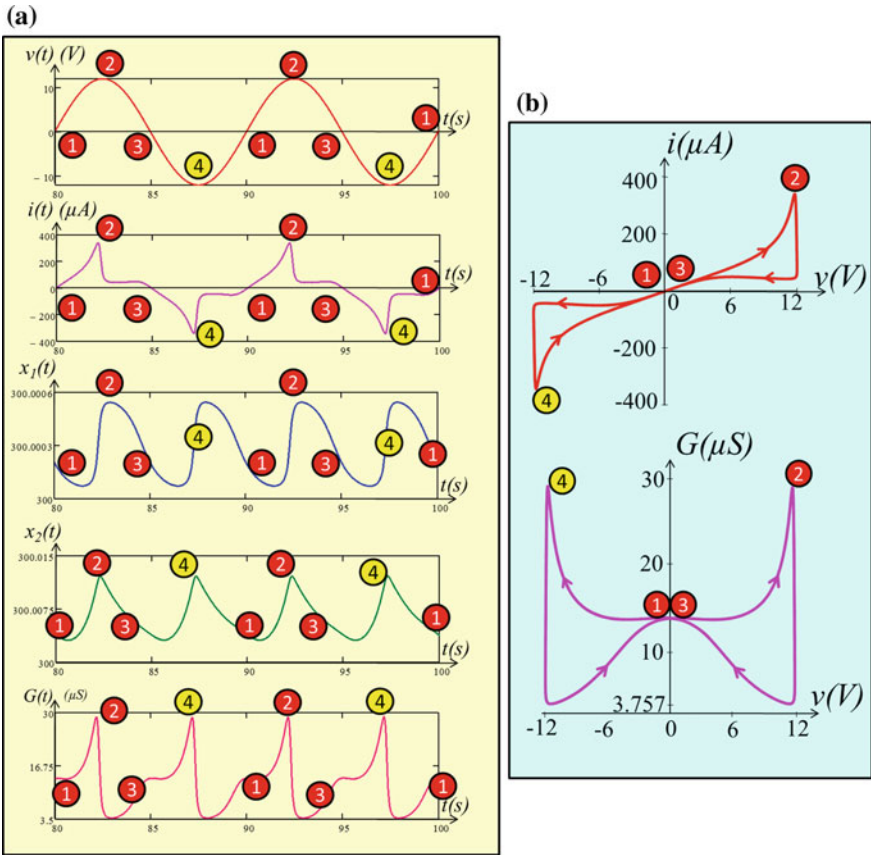 (a)
v(t) (V)
2 2
10
1
t(s)
0
1 3 1 3
4 4
- 10
80 85 90 95 100
i(t) (μA)
2 2
400
200
1
t(s)
0
1 3 1 3
- 200
4 4
- 400
80 85 90 95 100
x1(t)
2 2
300.0006
4 4
300.0003
1 3 1 3 1
t(s)
300
80 85 90 95 100
x2(t)
300.015
2 4 2 4
300.0075
1 3 1 3 1
t(s)
300
80 85 90 95 100
G(t) (μS)
30
2 4 2 4
16.75
1 3 1 3 1
t(s)
3.5
80 85 90 95 100
(b)
i(μA)
400
2
200
1 3
-12 -6 0 6 12 v(V)
-200
4
-400
G(μS)
30
4 2
20
1 3
10
3.757
v(V)
-12 -6 0 6 12